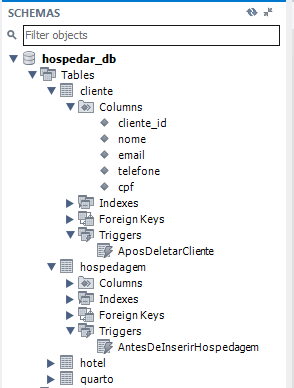 SCHEMAS
Filter objects
hospedar_db
Tables
cliente
Columns
cliente_id
nome
email
telefone
cpf
Indexes
Foreign Keys
Triggers
AposDeletarCliente
hospedagem
Columns
Indexes
Foreign Keys
Triggers
AntesDeInserirHospedagem
hotel
quarto